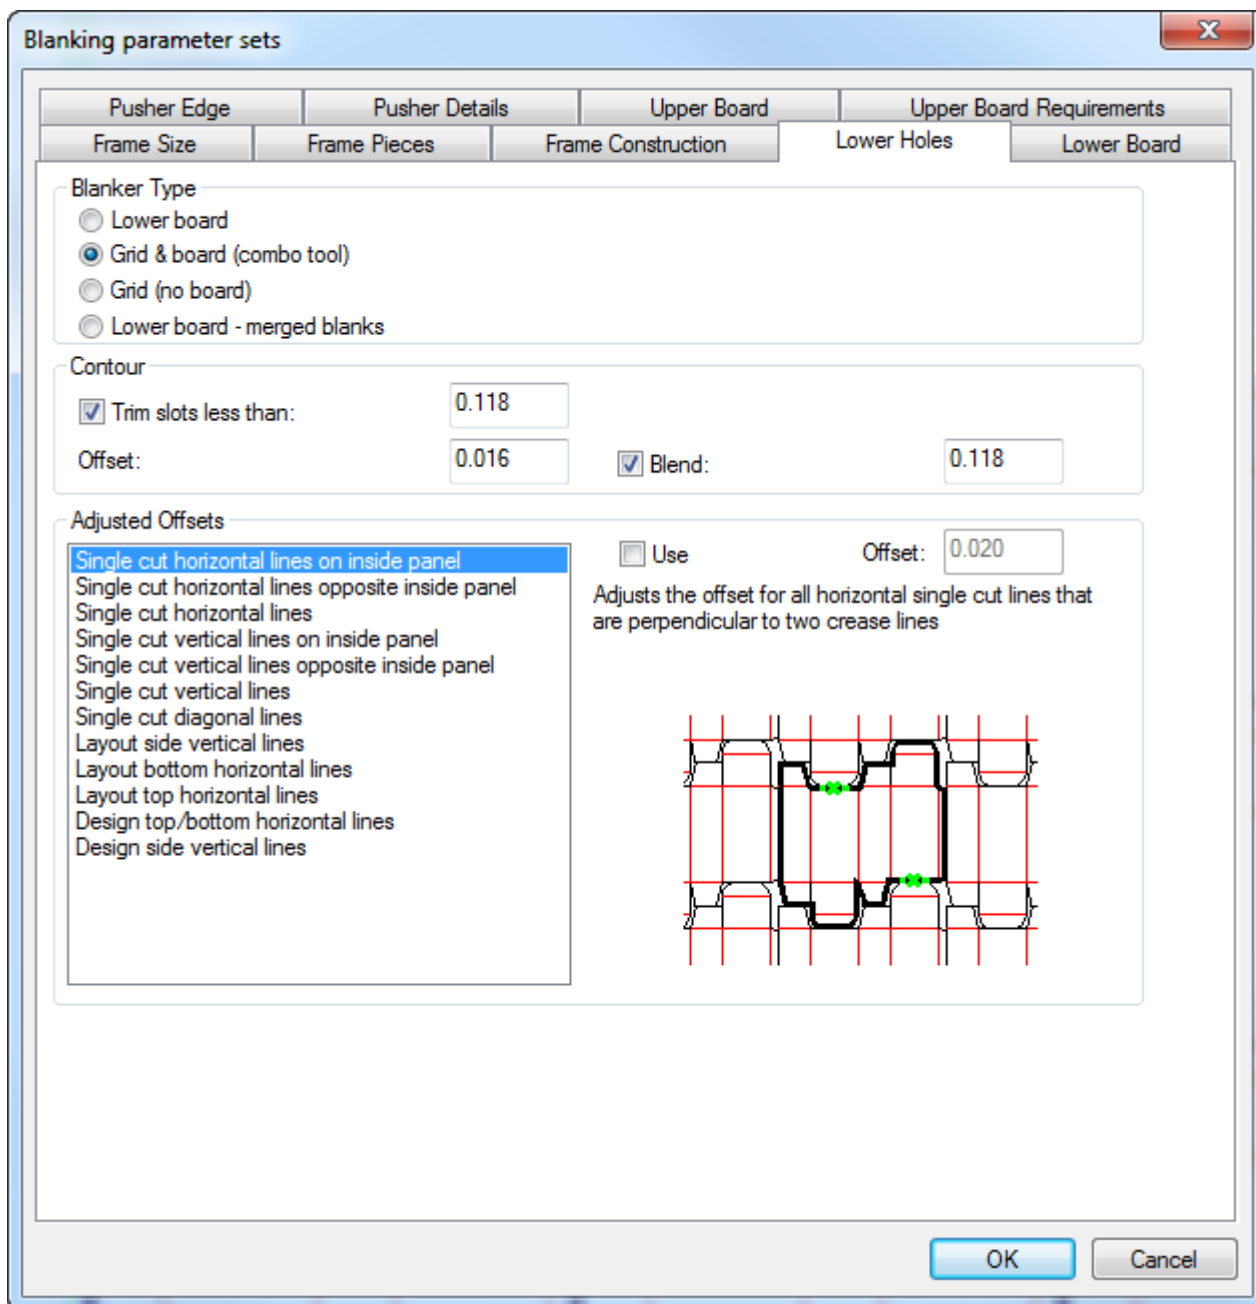 Blanking parameter sets
Pusher Edge
Pusher Details
Upper Board
Upper Board Requirements
Frame Size
Frame Pieces
Frame Construction
Lower Holes
Lower Board
Blanker Type
Lower board
Grid & board (combo tool)
Grid (no board)
Lower board - merged blanks
Contour
Trim slots less than: 0.118
Offset: 0.016
Blend: 0.118
Adjusted Offsets
Single cut horizontal lines on inside panel
Single cut horizontal lines opposite inside panel
Single cut horizontal lines
Single cut vertical lines on inside panel
Single cut vertical lines opposite inside panel
Single cut vertical lines
Single cut diagonal lines
Layout side vertical lines
Layout bottom horizontal lines
Layout top horizontal lines
Design top/bottom horizontal lines
Design side vertical lines
Use
Offset: 0.020
Adjusts the offset for all horizontal single cut lines that
are perpendicular to two crease lines
OK
Cancel